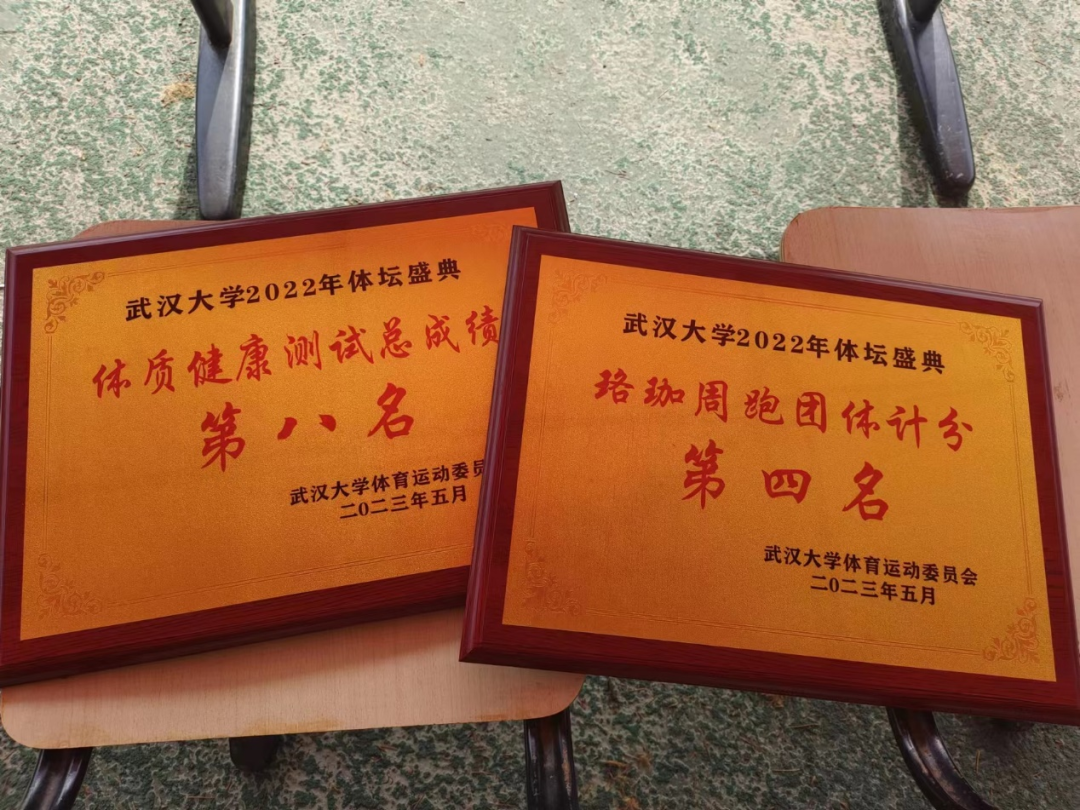 武汉大学2022年体坛盛典
体质健康测试总成绩
第八名
武汉大学体育运动委员
二〇二三年五月
武汉大学2022年体坛盛典
珞珈周跑团体计分
第四名
武汉大学体育运动委员会
二〇二三年五月